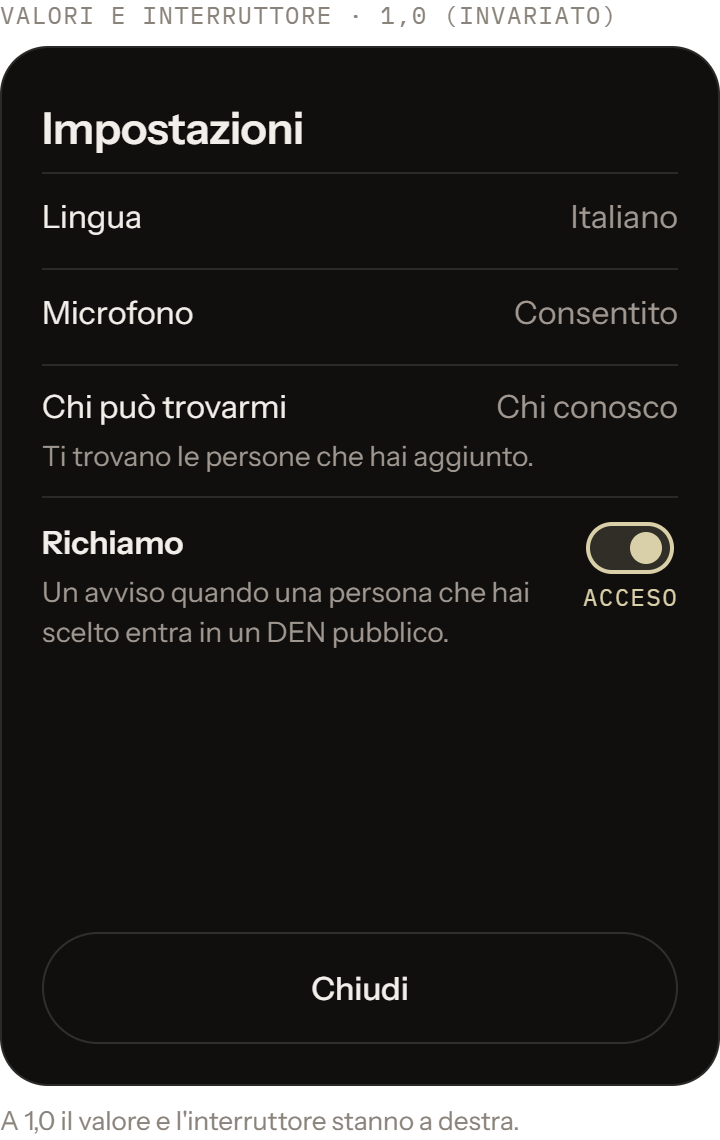 VALORI E INTERRUTTORE · 1,0 (INVARIATO)
Impostazioni
Lingua Italiano
Microfono Consentito
Chi può trovarmi Chi conosco
Ti trovano le persone che hai aggiunto.
Richiamo
Un avviso quando una persona che hai
scelto entra in un DEN pubblico.
ACCESO
Chiudi
A 1,0 il valore e l'interruttore stanno a destra.